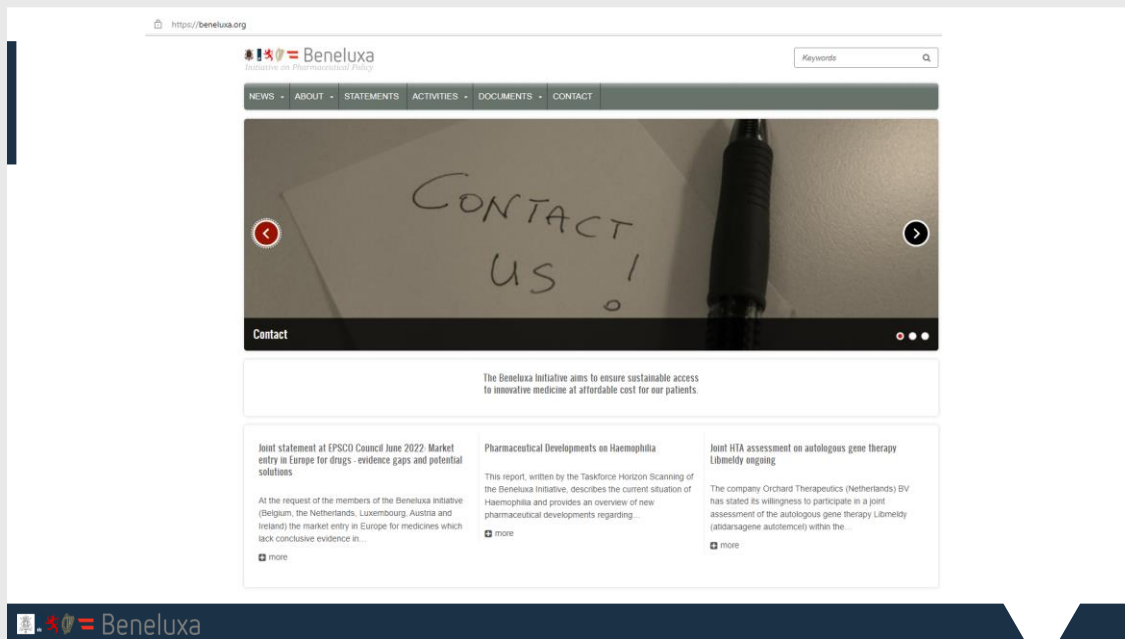 https://beneluxa.org
Beneluxa
Initiative on Pharmaceutical Policy
Keywords
NEWS ABOUT STATEMENTS ACTIVITIES DOCUMENTS CONTACT
CONTACT
US !
Contact
The Beneluxa Initiative aims to ensure sustainable access
to innovative medicine at affordable cost for our patients.
Joint statement at EPSCO Council June 2022: Market
entry in Europe for drugs - evidence gaps and potential
solutions
At the request of the members of the Beneluxa initiative
(Belgium, the Netherlands, Luxembourg, Austria and
Ireland) the market entry in Europe for medicines which
lack conclusive evidence in...
more
Pharmaceutical Developments on Haemophilia
This report, written by the Taskforce Horizon Scanning of
the Beneluxa Initiative, describes the current situation of
Haemophilia and provides an overview of new
pharmaceutical developments regarding...
more
Joint HTA assessment on autologous gene therapy
Libmeldy ongoing
The company Orchard Therapeutics (Netherlands) BV
has stated its willingness to participate in a joint
assessment of the autologous gene therapy Libmeldy
(atidarsagene autotemcel) within the...
more
Beneluxa